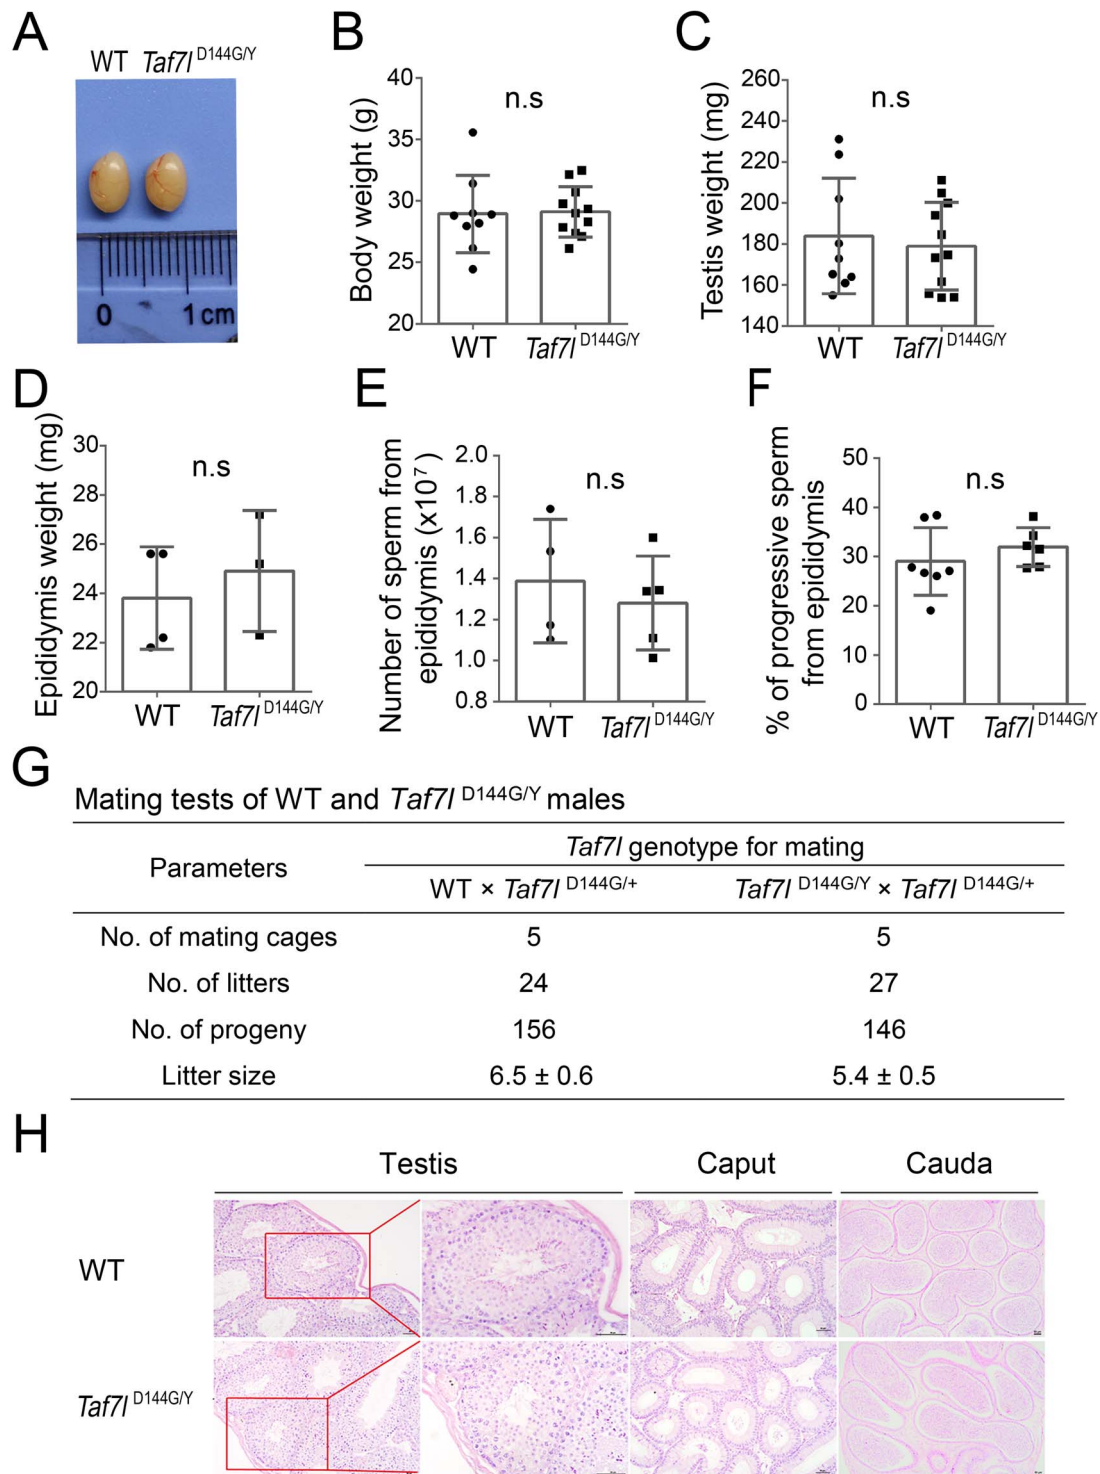 A
WT Taf7l D144G/Y
0 1cm
B
Body weight (g)
40
35
30
25
20
n.s
WT Taf7l D144G/Y
C
Testis weight (mg)
260
240
220
200
180
160
140
n.s
WT Taf7l D144G/Y
D
Epididymis weight (mg)
30
28
26
24
22
20
n.s
WT Taf7l D144G/Y
E
Number of sperm from
epididymis (x10⁷ )
2.0
1.8
1.6
1.4
1.2
1.0
0.8
n.s
WT Taf7l D144G/Y
F
% of progressive sperm
from epididymis
50
40
30
20
10
0
n.s
WT Taf7l D144G/Y
G
Mating tests of WT and Taf7l D144G/Y males
Parameters
Taf7l genotype for mating
WT × Taf7l D144G/+ Taf7l D144G/Y × Taf7l D144G/+
No. of mating cages 5 5
No. of litters 24 27
No. of progeny 156 146
Litter size 6.5 ± 0.6 5.4 ± 0.5
H
Testis Caput Cauda
WT
Taf7l D144G/Y